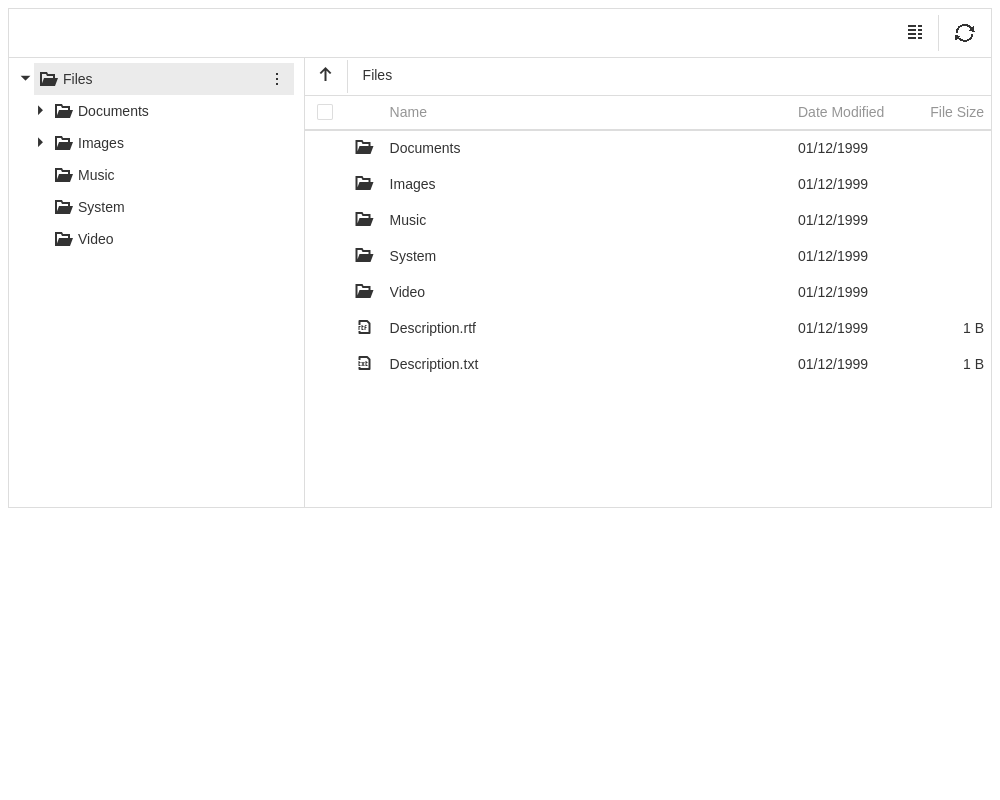 Files
Documents
Images
Music
System
Video
Files
Name Date Modified File Size
Documents 01/12/1999
Images 01/12/1999
Music 01/12/1999
System 01/12/1999
Video 01/12/1999
rtf Description.rtf 01/12/1999 1 B
txt Description.txt 01/12/1999 1 B